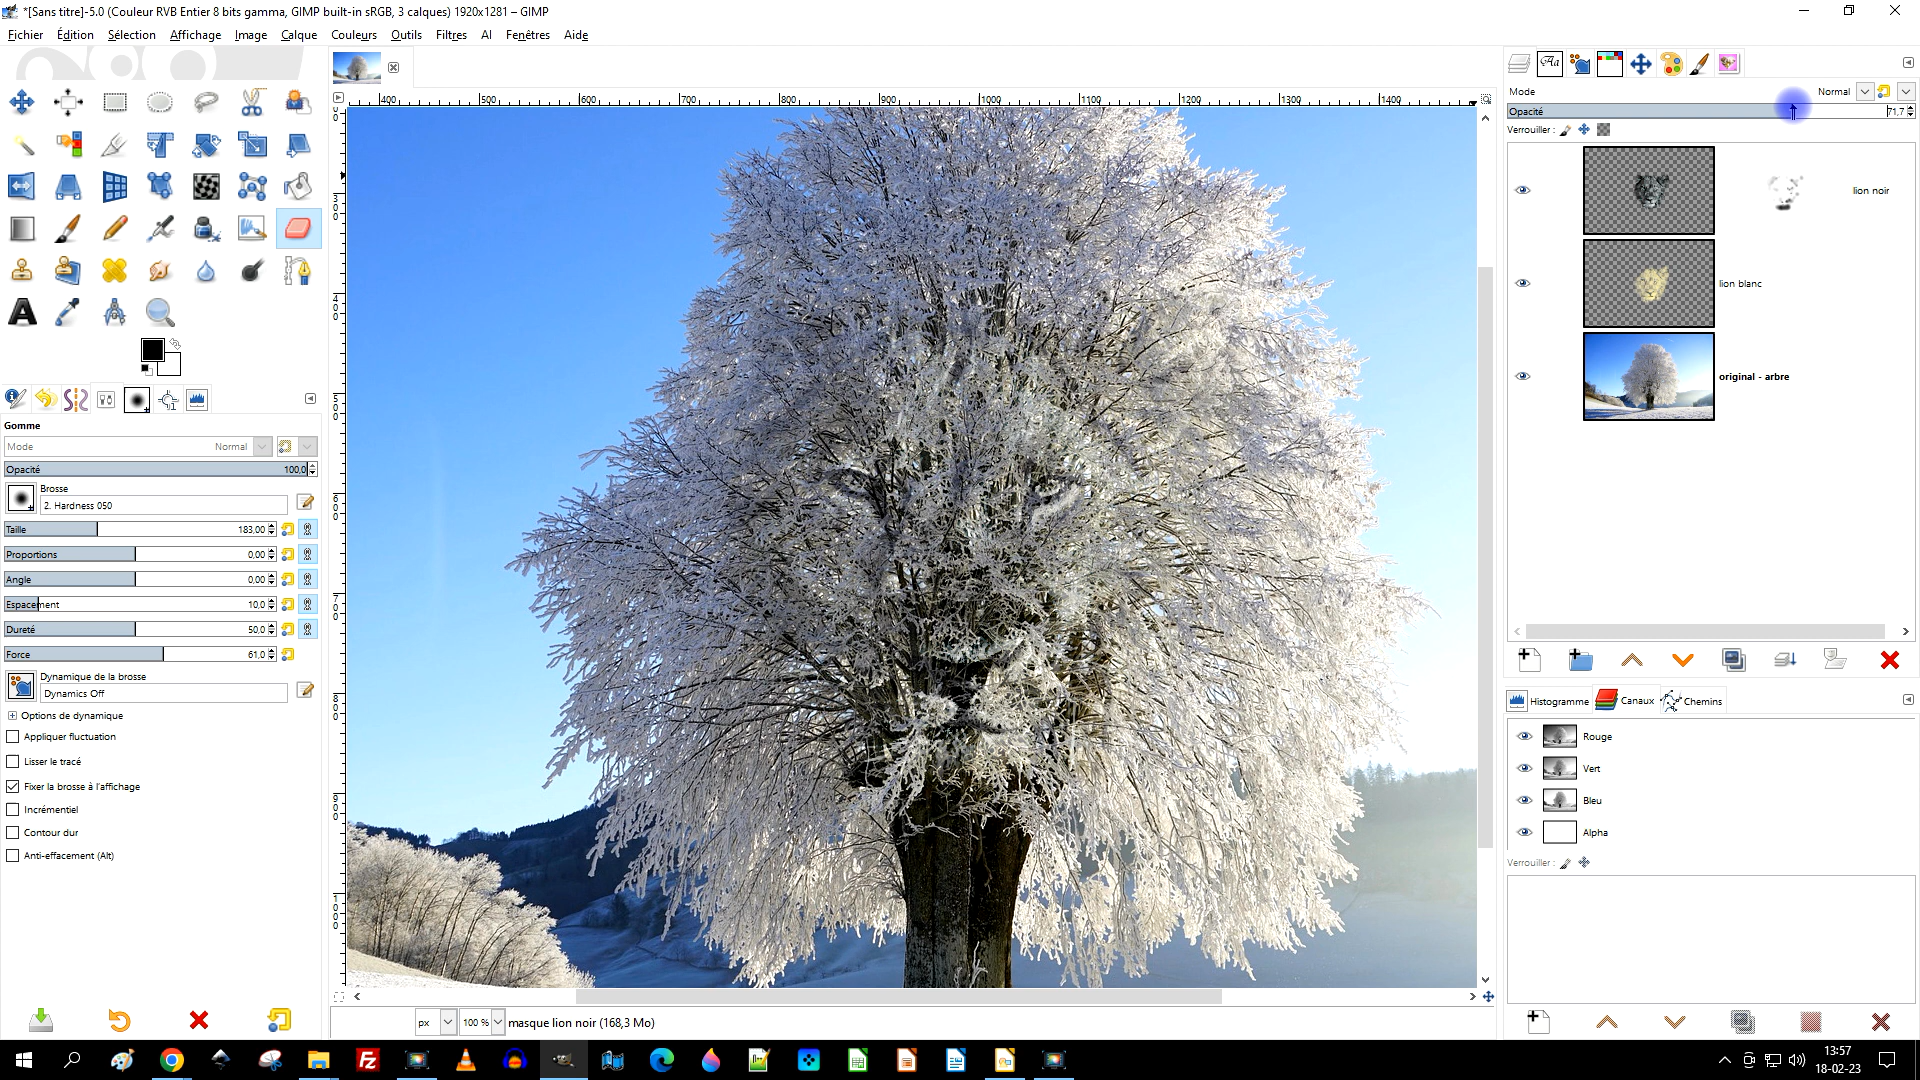 *[Sans titre]-5.0 (Couleur RVB Entier 8 bits gamma, GIMP built-in sRGB, 3 calques) 1920x1281 – GIMP
Fichier Édition Sélection Affichage Image Calque Couleurs Outils Filtres AI Fenêtres Aide
400 500 600 700 800 900 1000 1100 1200 1300 1400
Gomme
Mode Normal
Opacité 100,0
Brosse
2. Hardness 050
Taille 183,00
Proportions 0,00
Angle 0,00
Espacement 10,0
Dureté 50,0
Force 61,0
Dynamique de la brosse
Dynamics Off
Options de dynamique
Appliquer fluctuation
Lisser le tracé
Fixer la brosse à l'affichage
Incrémentiel
Contour dur
Anti-effacement (Alt)
px 100 % masque lion noir (168,3 Mo)
Mode Normal
Opacité 71,7
Verrouiller :
lion noir
lion blanc
original - arbre
Histogramme Canaux Chemins
Rouge
Vert
Bleu
Alpha
Verrouiller :
13:57
18-02-23